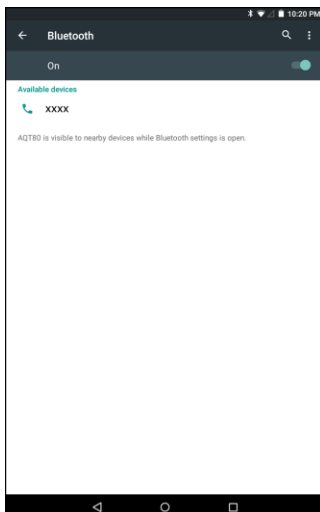 10:20 PM
Bluetooth
On
Available devices
XXXX
AQT80 is visible to nearby devices while Bluetooth settings is open.